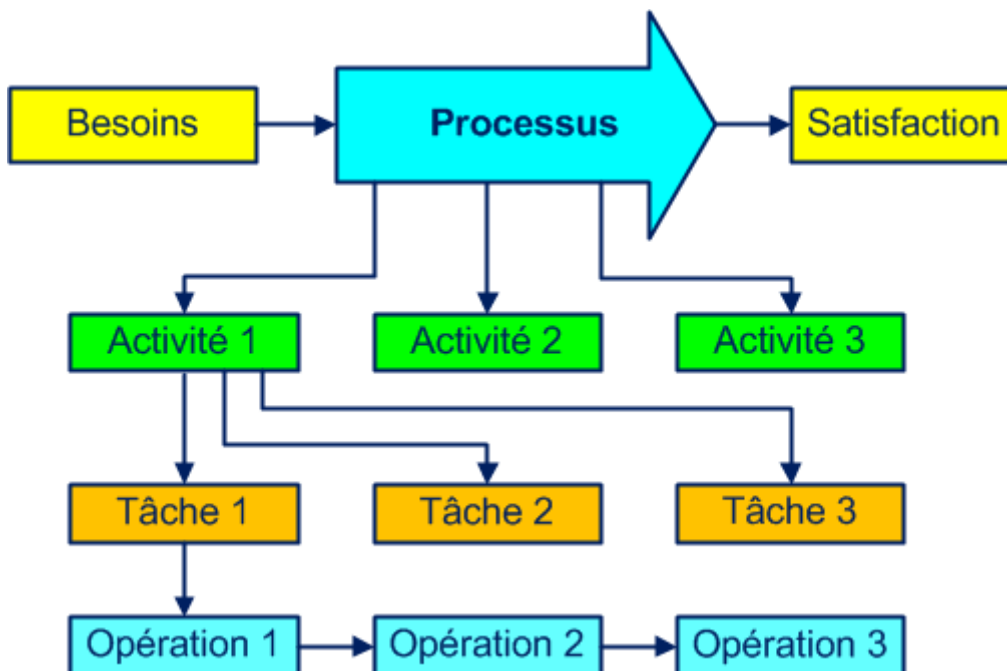 Besoins
Processus
Satisfaction
Activité 1
Activité 2
Activité 3
Tâche 1
Tâche 2
Tâche 3
Opération 1
Opération 2
Opération 3